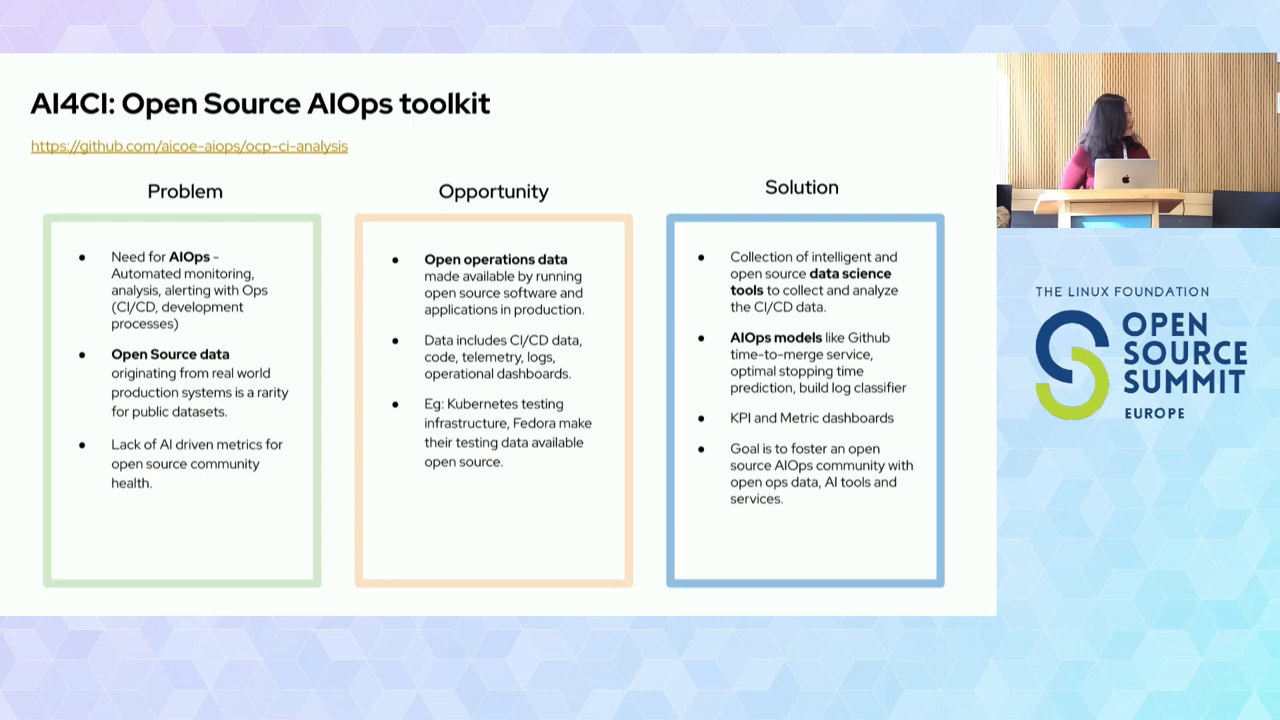 AI4CI: Open Source AIOps toolkit
https://github.com/aicoe-aiops/ocp-ci-analysis
Problem
● Need for AIOps -
Automated monitoring,
analysis, alerting with Ops
(CI/CD, development
processes)
● Open Source data
originating from real world
production systems is a rarity
for public datasets.
● Lack of AI driven metrics for
open source community
health.
Opportunity
● Open operations data
made available by running
open source software and
applications in production.
● Data includes CI/CD data,
code, telemetry, logs,
operational dashboards.
● Eg: Kubernetes testing
infrastructure, Fedora make
their testing data available
open source.
Solution
● Collection of intelligent and
open source data science
tools to collect and analyze
the CI/CD data.
● AIOps models like Github
time-to-merge service,
optimal stopping time
prediction, build log classifier
● KPI and Metric dashboards
● Goal is to foster an open
source AIOps community with
open ops data, AI tools and
services.
THE LINUX FOUNDATION
OPEN
SOURCE
SUMMIT
EUROPE